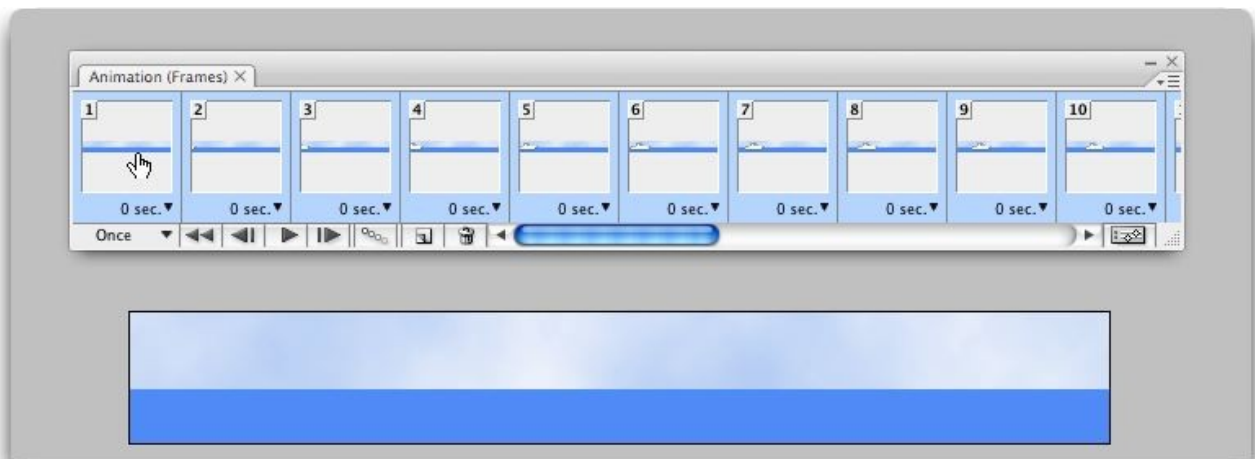 Animation (Frames)
1 2 3 4 5 6 7 8 9 10
0 sec. 0 sec. 0 sec. 0 sec. 0 sec. 0 sec. 0 sec. 0 sec. 0 sec. 0 sec.
Once